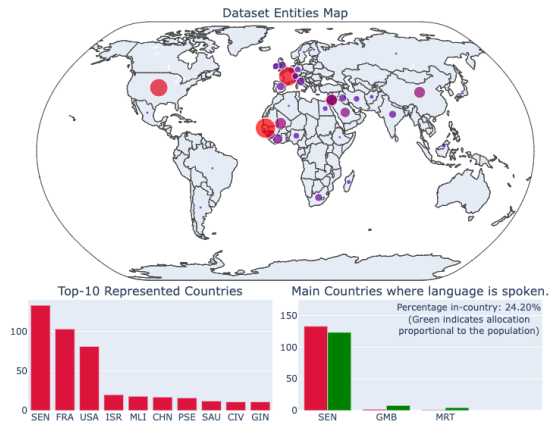 Dataset Entities Map
Top-10 Represented Countries
100
50
0
SEN FRA USA ISR MLI CHN PSE SAU CIV GIN
Main Countries where language is spoken.
Percentage in-country: 24.20%
(Green indicates allocation
proportional to the population)
150
100
50
0
SEN GMB MRT